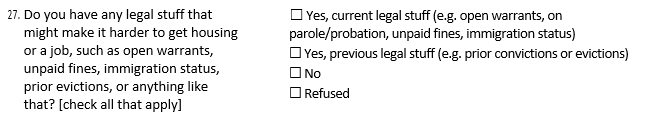 27. Do you have any legal stuff that
might make it harder to get housing
or a job, such as open warrants,
unpaid fines, immigration status,
prior evictions, or anything like
that? [check all that apply]
☐ Yes, current legal stuff (e.g. open warrants, on
parole/probation, unpaid fines, immigration status)
☐ Yes, previous legal stuff (e.g. prior convictions or evictions)
☐ No
☐ Refused